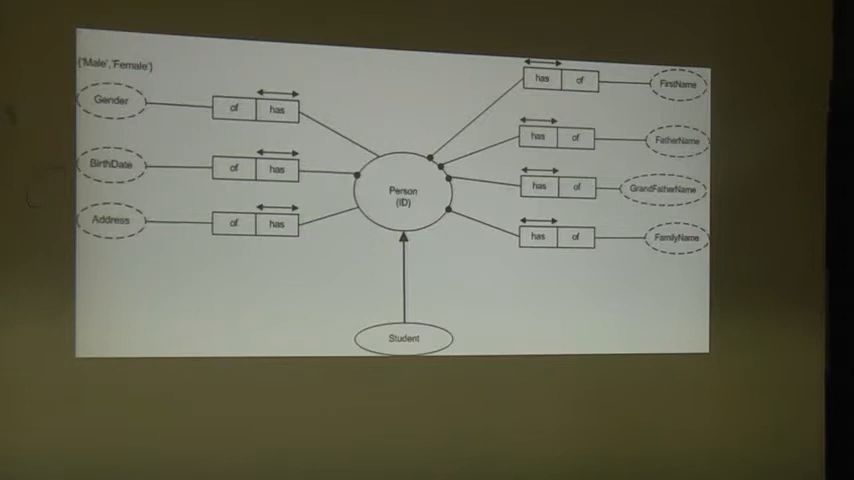 {'Male','Female'}
Gender
of
has
BirthDate
of
has
Address
of
has
Person
(ID)
Student
has
of
FirstName
has
of
FatherName
has
of
GrandFatherName
has
of
FamilyName